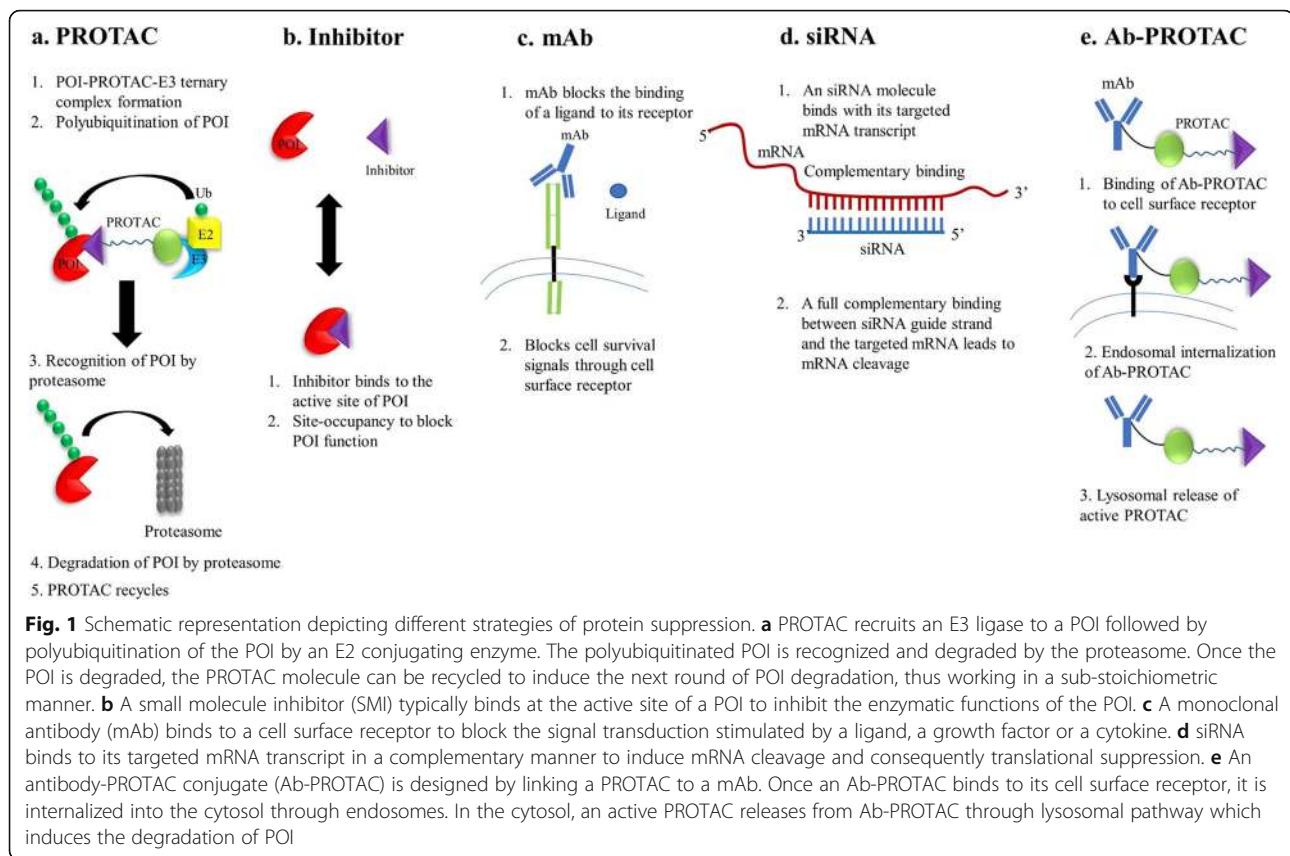 a. PROTAC
1. POI-PROTAC-E3 ternary
complex formation
2. Polyubiquitination of POI
Ub
PROTAC
E2
POI
E3
3. Recognition of POI by
proteasome
Proteasome
4. Degradation of POI by proteasome
5. PROTAC recycles
b. Inhibitor
POI
Inhibitor
1. Inhibitor binds to the
active site of POI
2. Site-occupancy to block
POI function
c. mAb
1. mAb blocks the binding
of a ligand to its receptor
mAb
Ligand
2. Blocks cell survival
signals through cell
surface receptor
d. siRNA
1. An siRNA molecule
binds with its targeted
mRNA transcript
5'
mRNA
Complementary binding
3'
3
siRNA
5'
2. A full complementary binding
between siRNA guide strand
and the targeted mRNA leads to
mRNA cleavage
e. Ab-PROTAC
mAb
PROTAC
1. Binding of Ab-PROTAC
to cell surface receptor
2. Endosomal internalization
of Ab-PROTAC
3. Lysosomal release of
active PROTAC
Fig. 1 Schematic representation depicting different strategies of protein suppression. a PROTAC recruits an E3 ligase to a POI followed by
polyubiquitination of the POI by an E2 conjugating enzyme. The polyubiquitinated POI is recognized and degraded by the proteasome. Once the
POI is degraded, the PROTAC molecule can be recycled to induce the next round of POI degradation, thus working in a sub-stoichiometric
manner. b A small molecule inhibitor (SMI) typically binds at the active site of a POI to inhibit the enzymatic functions of the POI. c A monoclonal
antibody (mAb) binds to a cell surface receptor to block the signal transduction stimulated by a ligand, a growth factor or a cytokine. d siRNA
binds to its targeted mRNA transcript in a complementary manner to induce mRNA cleavage and consequently translational suppression. e An
antibody-PROTAC conjugate (Ab-PROTAC) is designed by linking a PROTAC to a mAb. Once an Ab-PROTAC binds to its cell surface receptor, it is
internalized into the cytosol through endosomes. In the cytosol, an active PROTAC releases from Ab-PROTAC through lysosomal pathway which
induces the degradation of POI